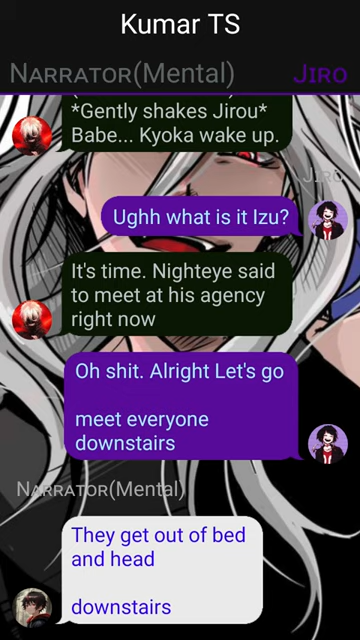 Kumar TS
Narrator(Mental)
Jiro
*Gently shakes Jirou*
Babe... Kyoka wake up.
Jiro
Ughh what is it Izu?
It's time. Nighteye said
to meet at his agency
right now
Oh shit. Alright Let's go
meet everyone
downstairs
Narrator(Mental)
They get out of bed
and head
downstairs